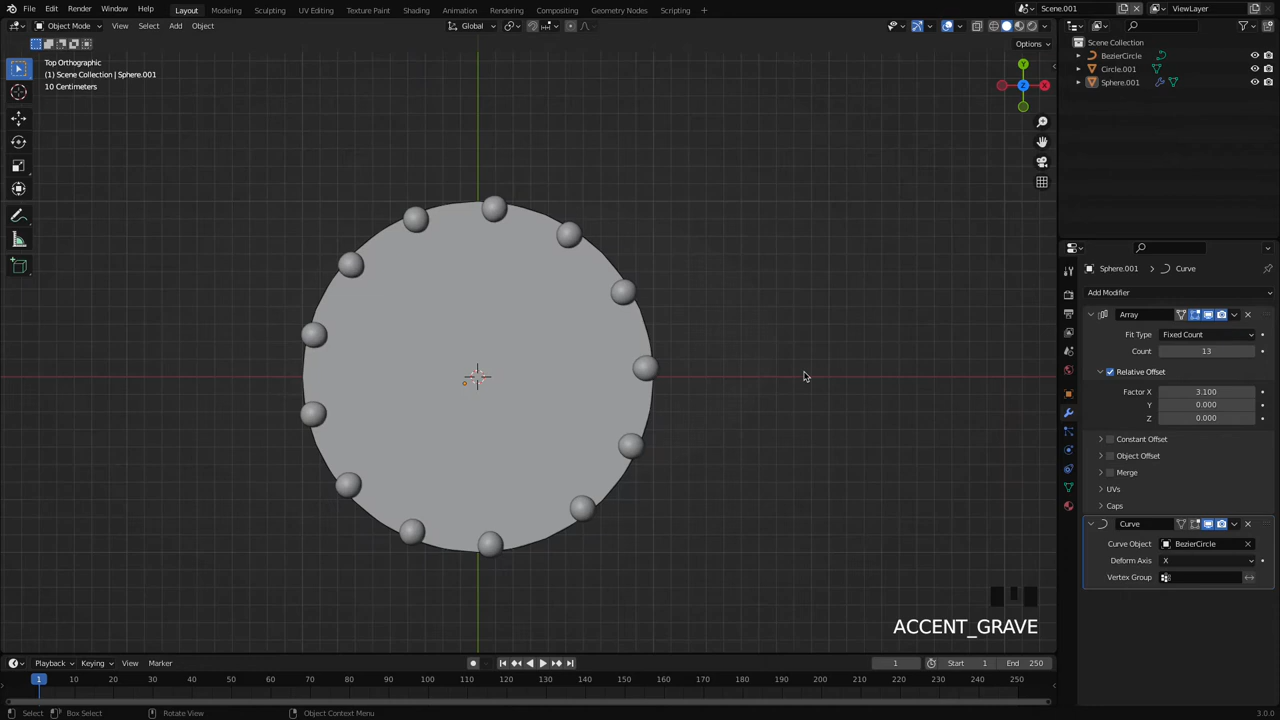 File Edit Render Window Help Layout Modeling Sculpting UV Editing Texture Paint Shading Animation Rendering Compositing Geometry Nodes Scripting Scene.001 ViewLayer
Object Mode View Select Add Object Global
Options
Top Orthographic
(1) Scene Collection | Sphere.001
10 Centimeters
Y
Z
X
ACCENT_GRAVE
Scene Collection
BezierCircle
Circle.001
Sphere.001
Sphere.001 > Curve
Add Modifier
Array
Fit Type Fixed Count
Count 13
Relative Offset
Factor X 3.100
Y 0.000
Z 0.000
Constant Offset
Object Offset
Merge
UVs
Caps
Curve
Curve Object BezierCircle
Deform Axis X
Vertex Group
Playback Keying View Marker 1 Start 1 End 250
1 10 20 30 40 50 60 70 80 90 100 110 120 130 140 150 160 170 180 190 200 210 220 230 240 250
Select Box Select Rotate View Object Context Menu 3.0.0